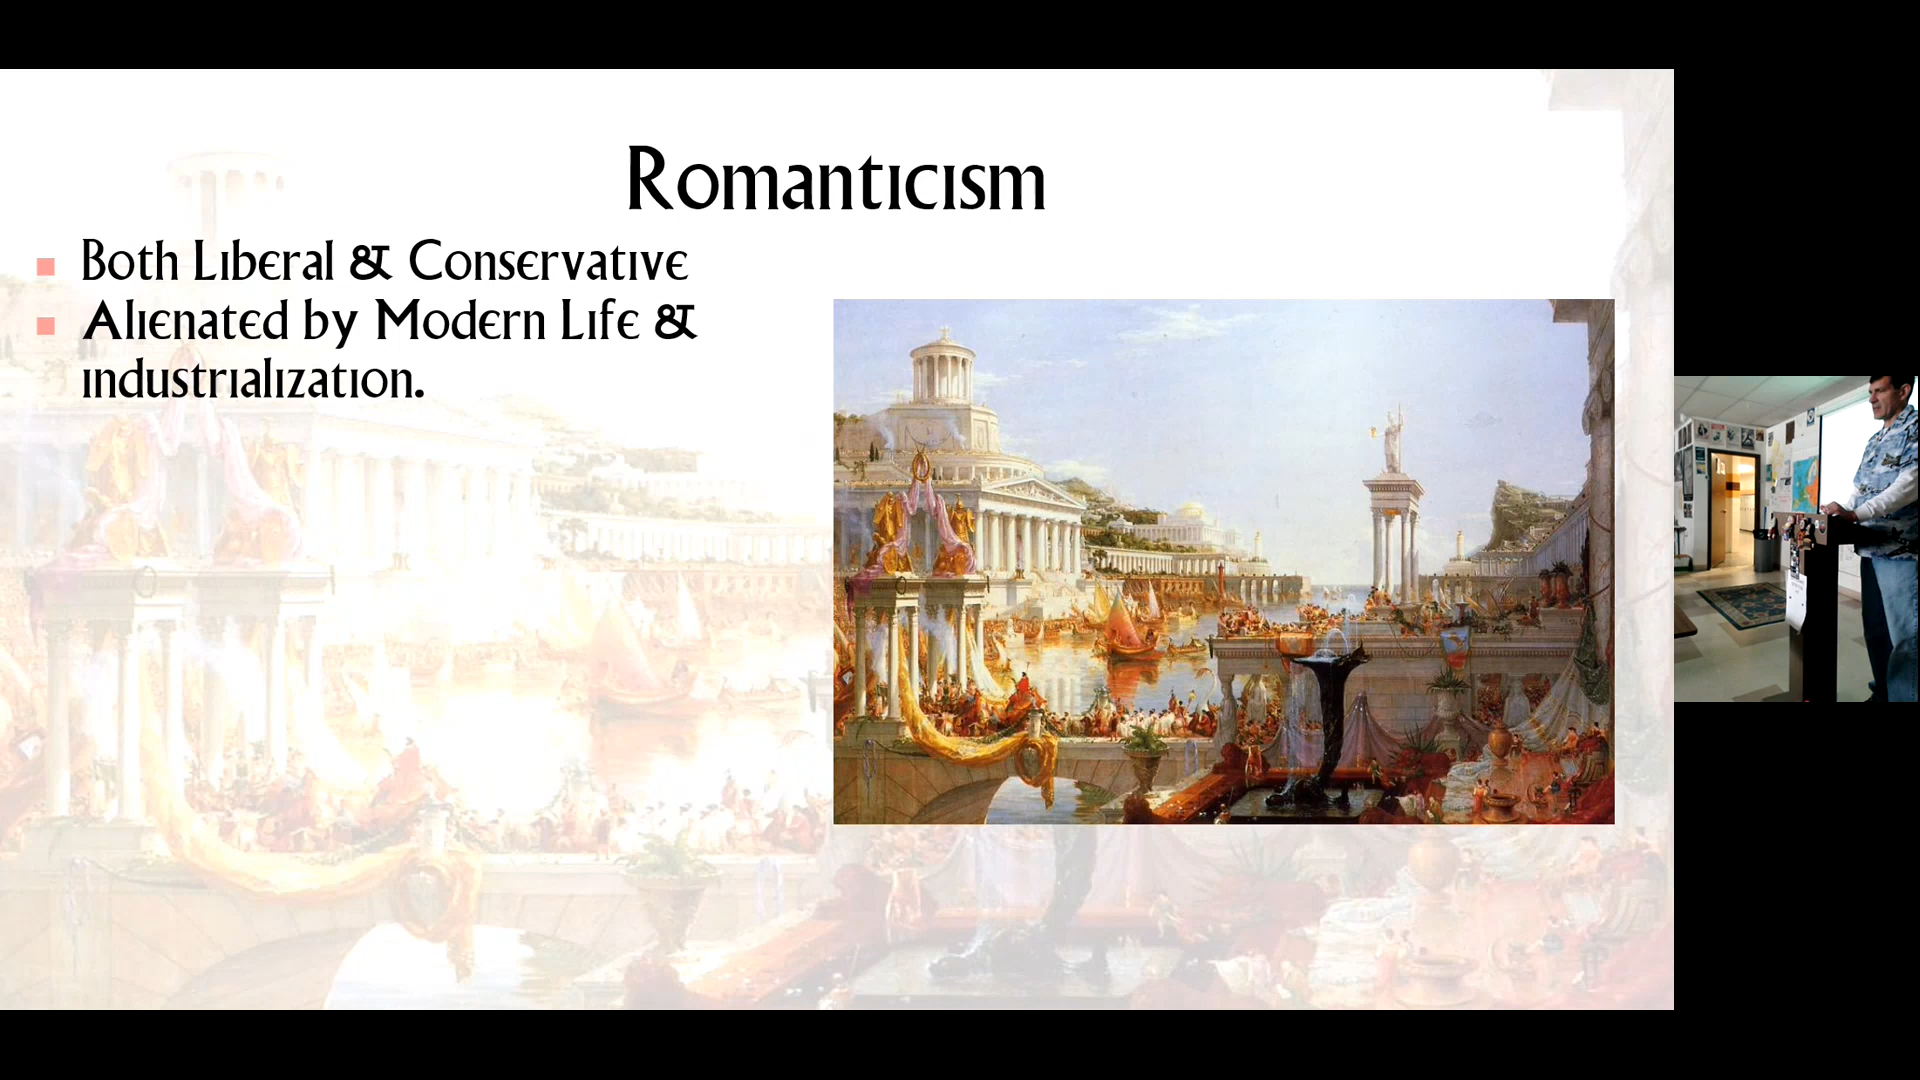 Romanticism
Both Liberal & Conservative
Alienated by Modern Life &
industrialization.